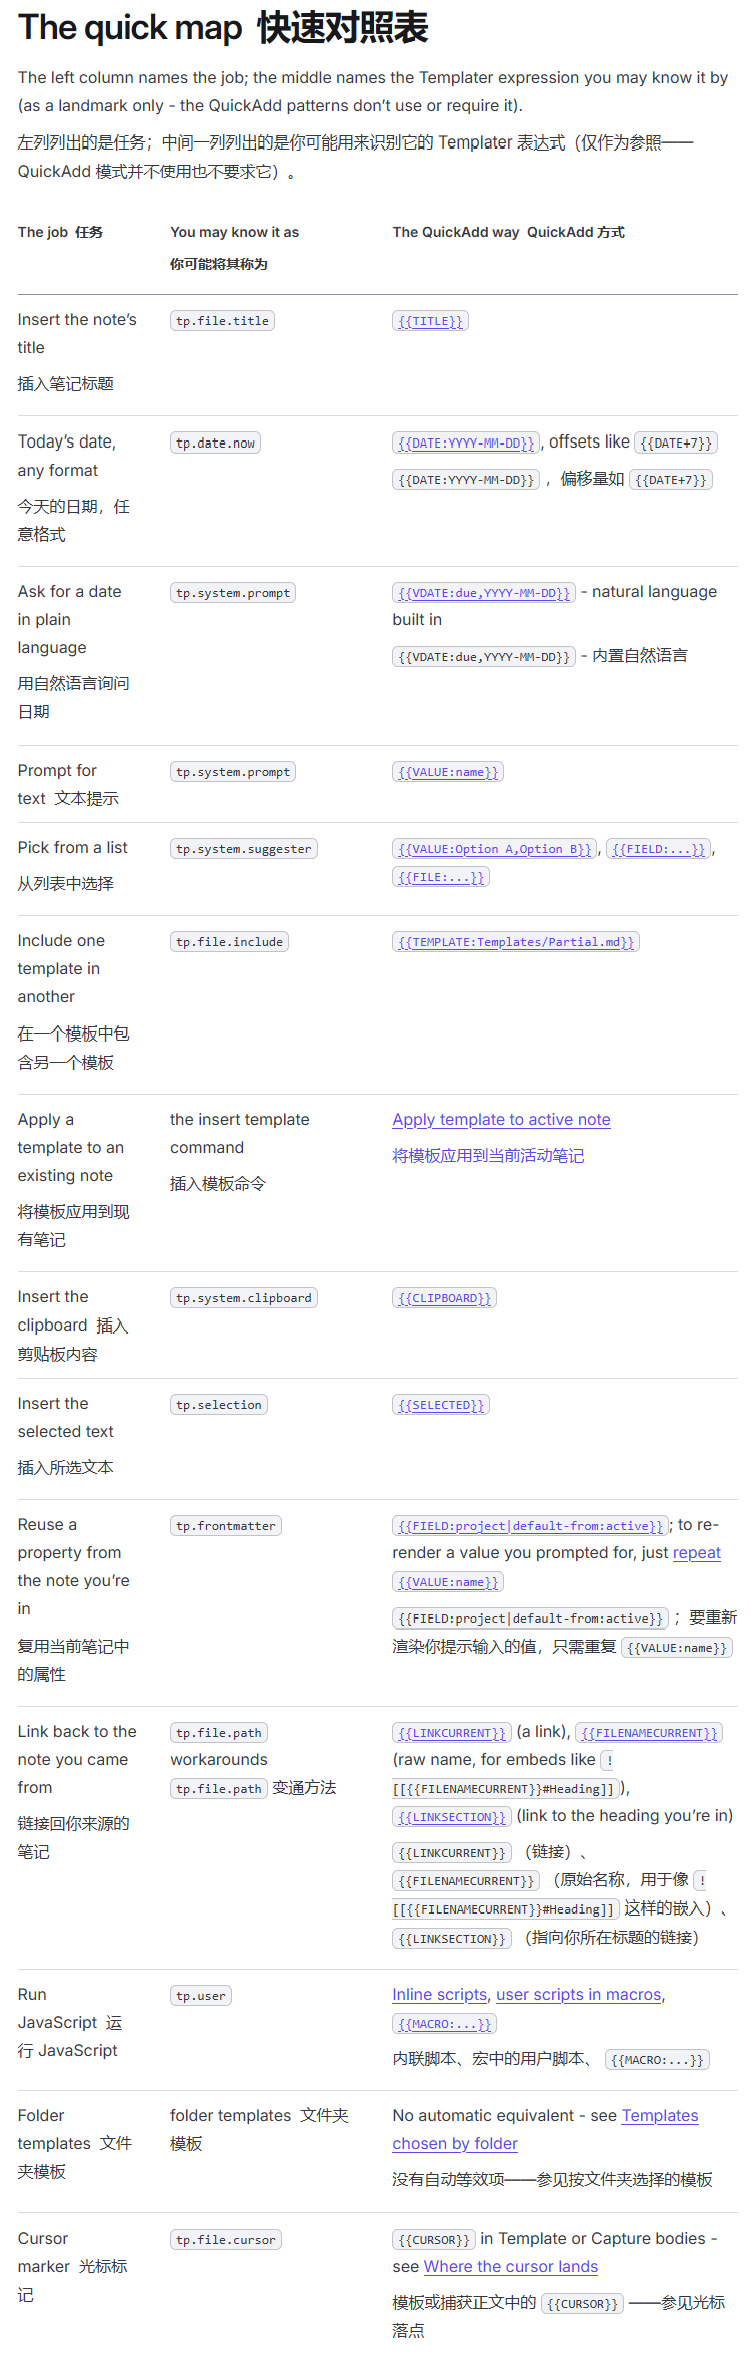 The quick map 快速对照表
The left column names the job; the middle names the Templater expression you may know it by
(as a landmark only - the QuickAdd patterns don't use or require it).
左列列出的是任务；中间一列列出的是你可能用来识别它的 Templater 表达式（仅作为参照——
QuickAdd 模式并不使用也不要求它）。
The job 任务
You may know it as
你可能将其称为
The QuickAdd way QuickAdd 方式
Insert the note's
title
插入笔记标题
tp.file.title
{{TITLE}}
Today's date,
any format
今天的日期，任
意格式
tp.date.now
{{DATE:YYYY-MM-DD}}, offsets like {{DATE+7}}
{{DATE:YYYY-MM-DD}} ，偏移量如 {{DATE+7}}
Ask for a date
in plain
language
用自然语言询问
日期
tp.system.prompt
{{VDATE:due,YYYY-MM-DD}} - natural language
built in
{{VDATE:due,YYYY-MM-DD}} - 内置自然语言
Prompt for
text 文本提示
tp.system.prompt
{{VALUE:name}}
Pick from a list
从列表中选择
tp.system.suggester
{{VALUE:Option A,Option B}}, {{FIELD:...}},
{{FILE:...}}
Include one
template in
another
在一个模板中包
含另一个模板
tp.file.include
{{TEMPLATE:Templates/Partial.md}}
Apply a
template to an
existing note
将模板应用到现
有笔记
the insert template
command
插入模板命令
Apply template to active note
将模板应用到当前活动笔记
Insert the
clipboard 插入
剪贴板内容
tp.system.clipboard
{{CLIPBOARD}}
Insert the
selected text
插入所选文本
tp.selection
{{SELECTED}}
Reuse a
property from
the note you're
in
复用当前笔记中
的属性
tp.frontmatter
{{FIELD:project|default-from:active}}; to re-
render a value you prompted for, just repeat
{{VALUE:name}}
{{FIELD:project|default-from:active}} ；要重新
渲染你提示输入的值，只需重复 {{VALUE:name}}
Link back to the
note you came
from
链接回你来源的
笔记
tp.file.path
workarounds
tp.file.path 变通方法
{{LINKCURRENT}} (a link), {{FILENAMECURRENT}}
(raw name, for embeds like !
[[{{FILENAMECURRENT}}#Heading]]),
{{LINKSECTION}} (link to the heading you're in)
{{LINKCURRENT}} （链接）、
{{FILENAMECURRENT}} （原始名称，用于像 !
[[{{FILENAMECURRENT}}#Heading]] 这样的嵌入）、
{{LINKSECTION}} （指向你所在标题的链接）
Run
JavaScript 运
行 JavaScript
tp.user
Inline scripts, user scripts in macros,
{{MACRO:...}}
内联脚本、宏中的用户脚本、 {{MACRO:...}}
Folder
templates 文件
夹模板
folder templates 文件夹
模板
No automatic equivalent - see Templates
chosen by folder
没有自动等效项——参见按文件夹选择的模板
Cursor
marker 光标标
记
tp.file.cursor
{{CURSOR}} in Template or Capture bodies -
see Where the cursor lands
模板或捕获正文中的 {{CURSOR}} ——参见光标
落点